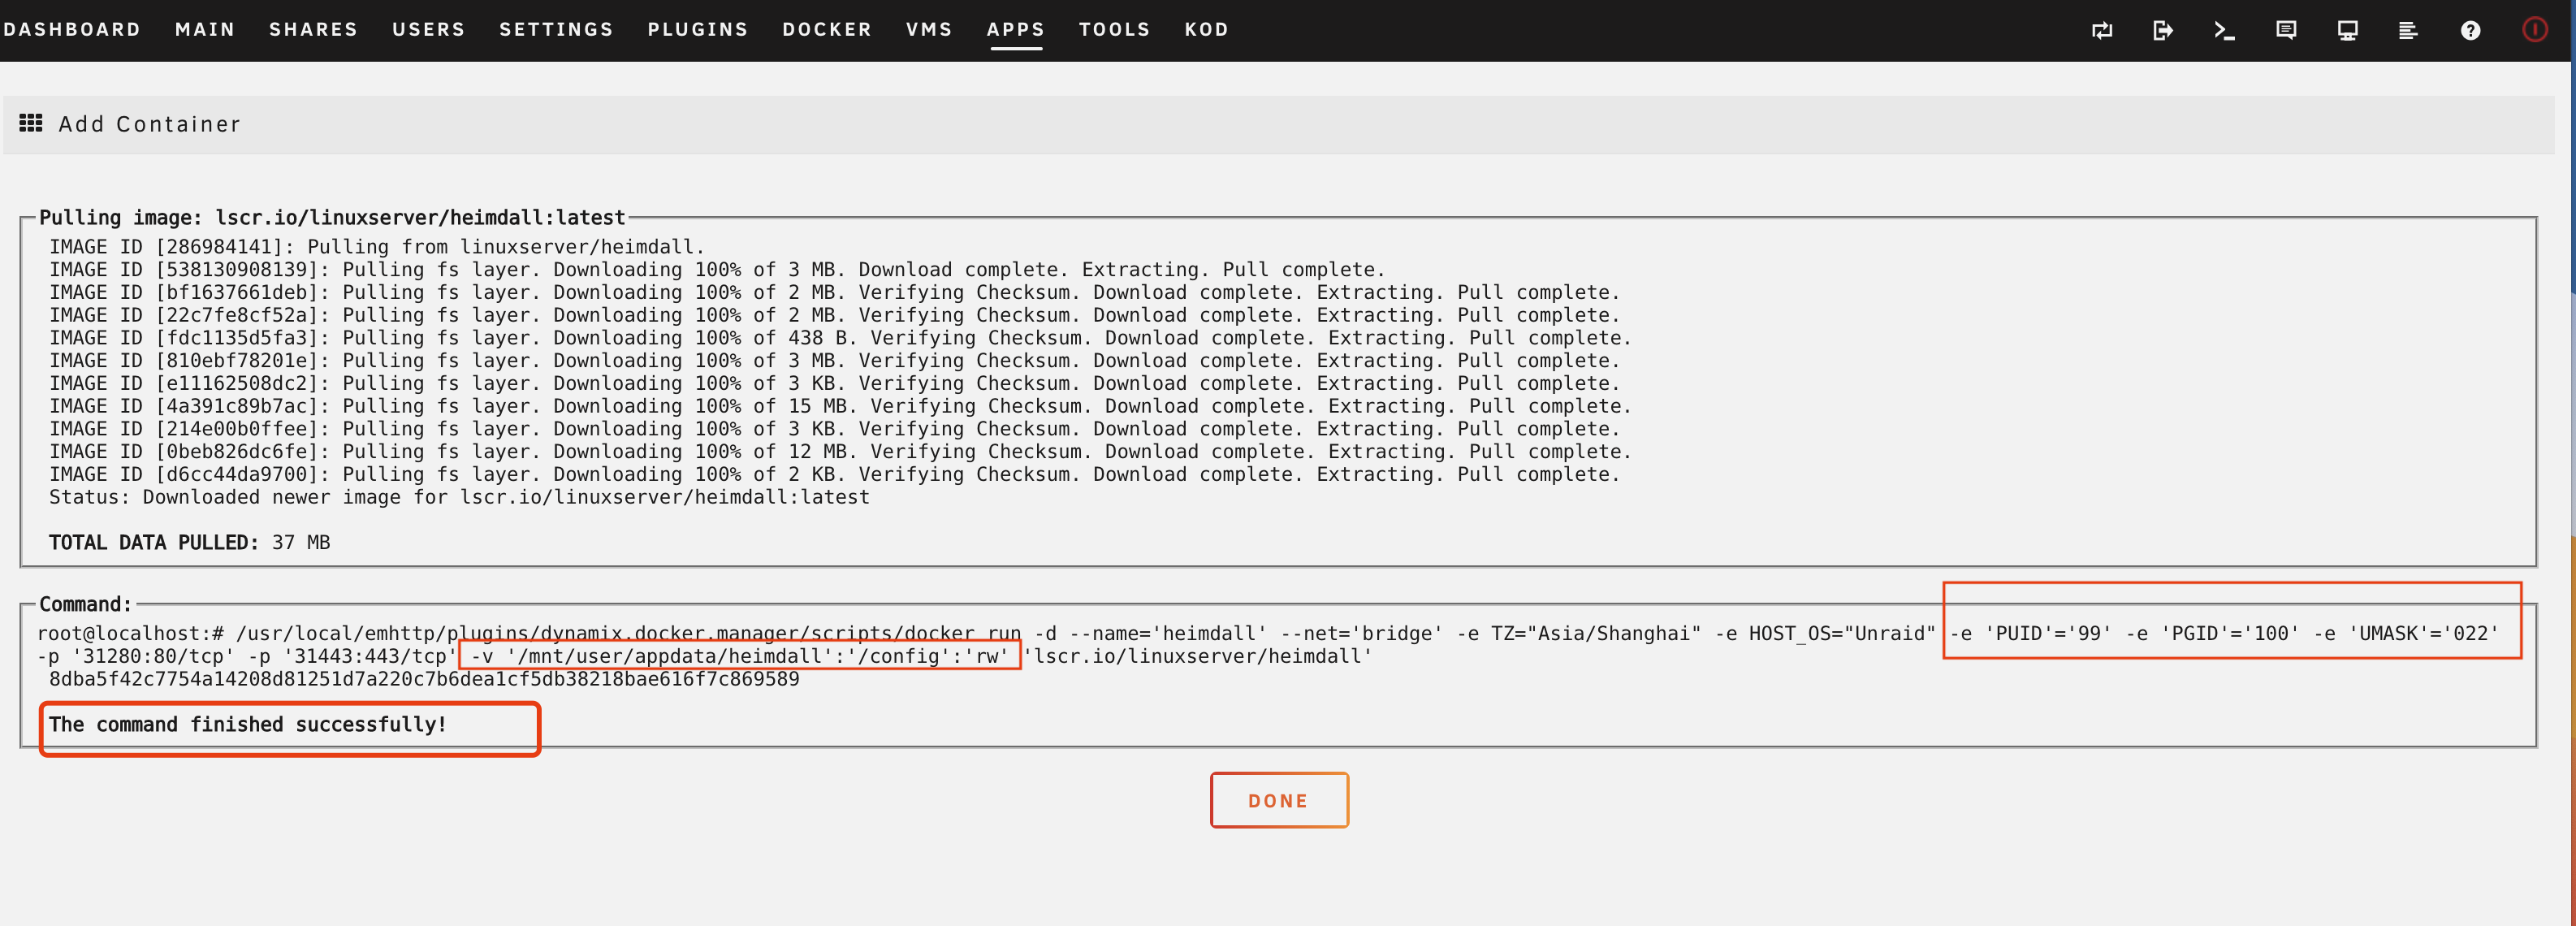 DASHBOARD MAIN SHARES USERS SETTINGS PLUGINS DOCKER VMS APPS TOOLS KOD
Add Container
Pulling image: lscr.io/linuxserver/heimdall:latest
IMAGE ID [286984141]: Pulling from linuxserver/heimdall.
IMAGE ID [538130908139]: Pulling fs layer. Downloading 100% of 3 MB. Download complete. Extracting. Pull complete.
IMAGE ID [bf1637661deb]: Pulling fs layer. Downloading 100% of 2 MB. Verifying Checksum. Download complete. Extracting. Pull complete.
IMAGE ID [22c7fe8cf52a]: Pulling fs layer. Downloading 100% of 2 MB. Verifying Checksum. Download complete. Extracting. Pull complete.
IMAGE ID [fdc1135d5fa3]: Pulling fs layer. Downloading 100% of 438 B. Verifying Checksum. Download complete. Extracting. Pull complete.
IMAGE ID [810ebf78201e]: Pulling fs layer. Downloading 100% of 3 MB. Verifying Checksum. Download complete. Extracting. Pull complete.
IMAGE ID [e11162508dc2]: Pulling fs layer. Downloading 100% of 3 KB. Verifying Checksum. Download complete. Extracting. Pull complete.
IMAGE ID [4a391c89b7ac]: Pulling fs layer. Downloading 100% of 15 MB. Verifying Checksum. Download complete. Extracting. Pull complete.
IMAGE ID [214e00b0ffee]: Pulling fs layer. Downloading 100% of 3 KB. Verifying Checksum. Download complete. Extracting. Pull complete.
IMAGE ID [0beb826dc6fe]: Pulling fs layer. Downloading 100% of 12 MB. Verifying Checksum. Download complete. Extracting. Pull complete.
IMAGE ID [d6cc44da9700]: Pulling fs layer. Downloading 100% of 2 KB. Verifying Checksum. Download complete. Extracting. Pull complete.
Status: Downloaded newer image for lscr.io/linuxserver/heimdall:latest
TOTAL DATA PULLED: 37 MB
Command:
root@localhost:# /usr/local/emhttp/plugins/dynamix.docker.manager/scripts/docker run -d --name='heimdall' --net='bridge' -e TZ="Asia/Shanghai" -e HOST_OS="Unraid" -e 'PUID'='99' -e 'PGID'='100' -e 'UMASK'='022'
-p '31280:80/tcp' -p '31443:443/tcp' -v '/mnt/user/appdata/heimdall':'/config':'rw' 'lscr.io/linuxserver/heimdall'
8dba5f42c7754a14208d81251d7a220c7b6dea1cf5db38218bae616f7c869589
The command finished successfully!
DONE